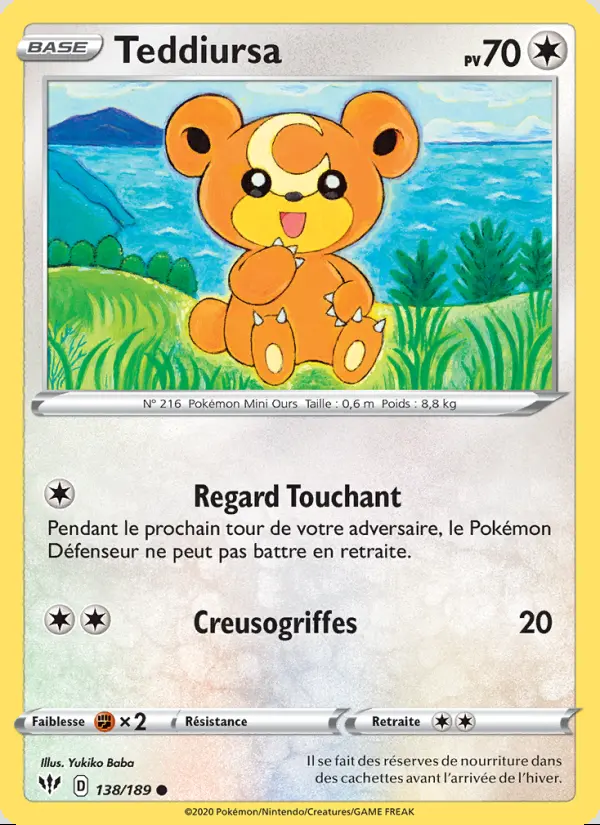 BASE Teddiursa PV 70
N° 216 Pokémon Mini Ours Taille : 0,6 m Poids : 8,8 kg
Regard Touchant
Pendant le prochain tour de votre adversaire, le Pokémon
Défenseur ne peut pas battre en retraite.
Creusogriffes 20
Faiblesse ×2 Résistance Retraite
Illus. Yukiko Baba
Il se fait des réserves de nourriture dans
des cachettes avant l'arrivée de l'hiver.
D 138/189
©2020 Pokémon/Nintendo/Creatures/GAME FREAK